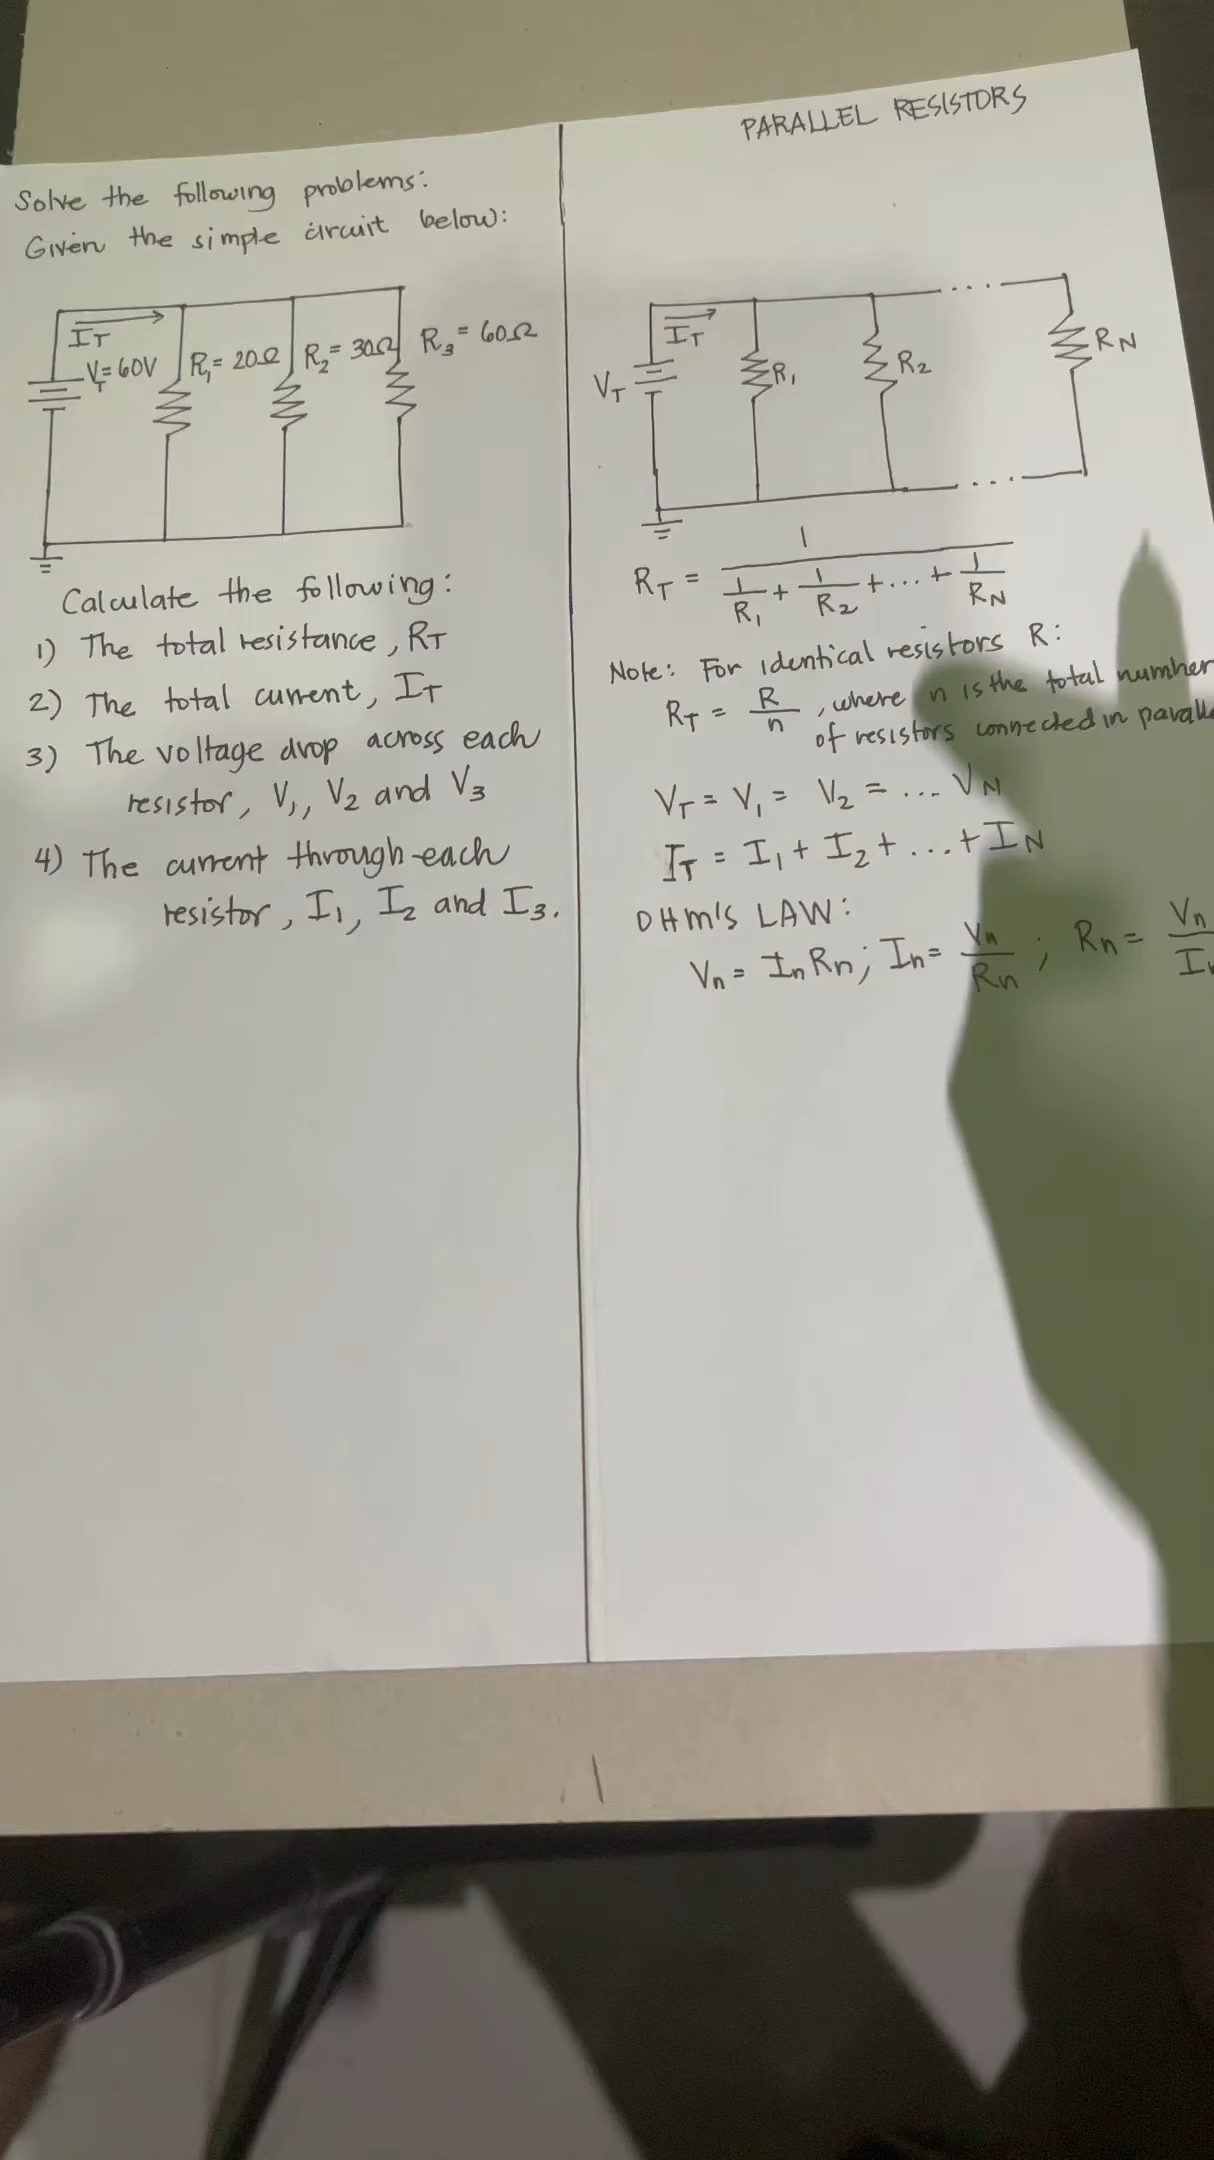 Solve the following problems:
Given the simple circuit below:
IT
VT = 60V
R1 = 20Ω
R2 = 30Ω
R3 = 60Ω
Calculate the following:
1) The total resistance, RT
2) The total current, IT
3) The voltage drop across each
resistor, V1, V2 and V3
4) The current through each
resistor, I1, I2 and I3.
PARALLEL RESISTORS
IT
VT
R1
R2
RN
RT = 1 / (1/R1 + 1/R2 + ... + 1/RN)
Note: For identical resistors R:
RT = R/n, where n is the total number
of resistors connected in
VT = V1 = V2 = ... VN
IT = I1 + I2 + ... + IN
OHM'S LAW:
Vn = InRn; In = Vn/Rn; Rn = Vn/